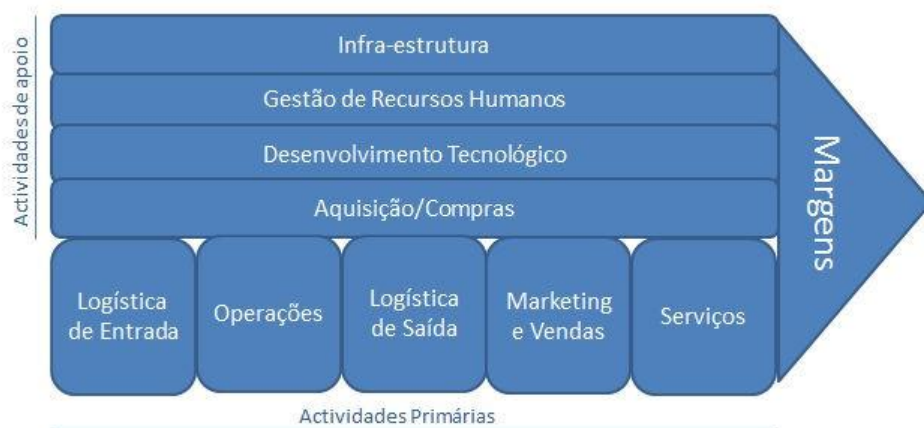 Actividades de apoio
Infra-estrutura
Gestão de Recursos Humanos
Desenvolvimento Tecnológico
Aquisição/Compras
Logística
de Entrada
Operações
Logística
de Saída
Marketing
e Vendas
Serviços
Margens
Actividades Primárias